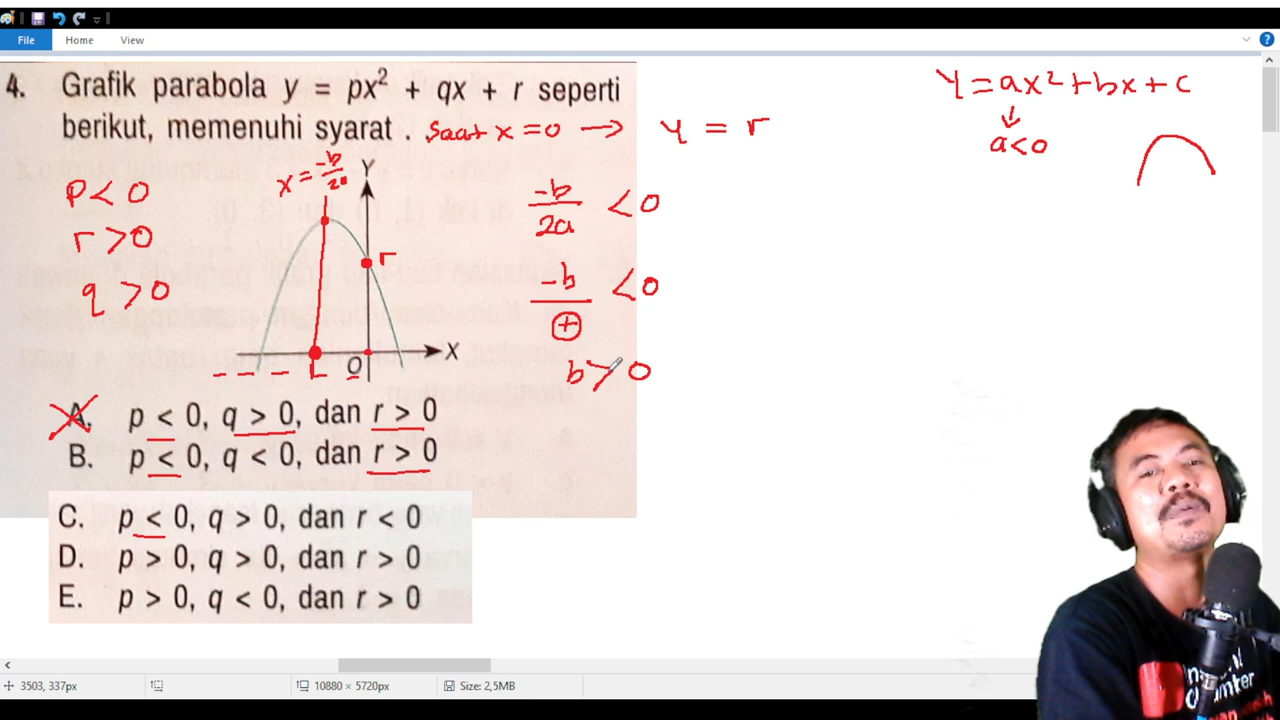 File Home View
4. Grafik parabola y = px² + qx + r seperti
berikut, memenuhi syarat . . saat x = 0 → y = r
y = ax² + bx + c
a < 0
p < 0
r > 0
q > 0
x = -b/2a
Y
r
X
O
-b/2a < 0
-b/(+) < 0
b > 0
A. p < 0, q > 0, dan r > 0
B. p < 0, q < 0, dan r > 0
C. p < 0, q > 0, dan r < 0
D. p > 0, q > 0, dan r > 0
E. p > 0, q < 0, dan r > 0
3503, 337px 10880 × 5720px Size: 2,5MB